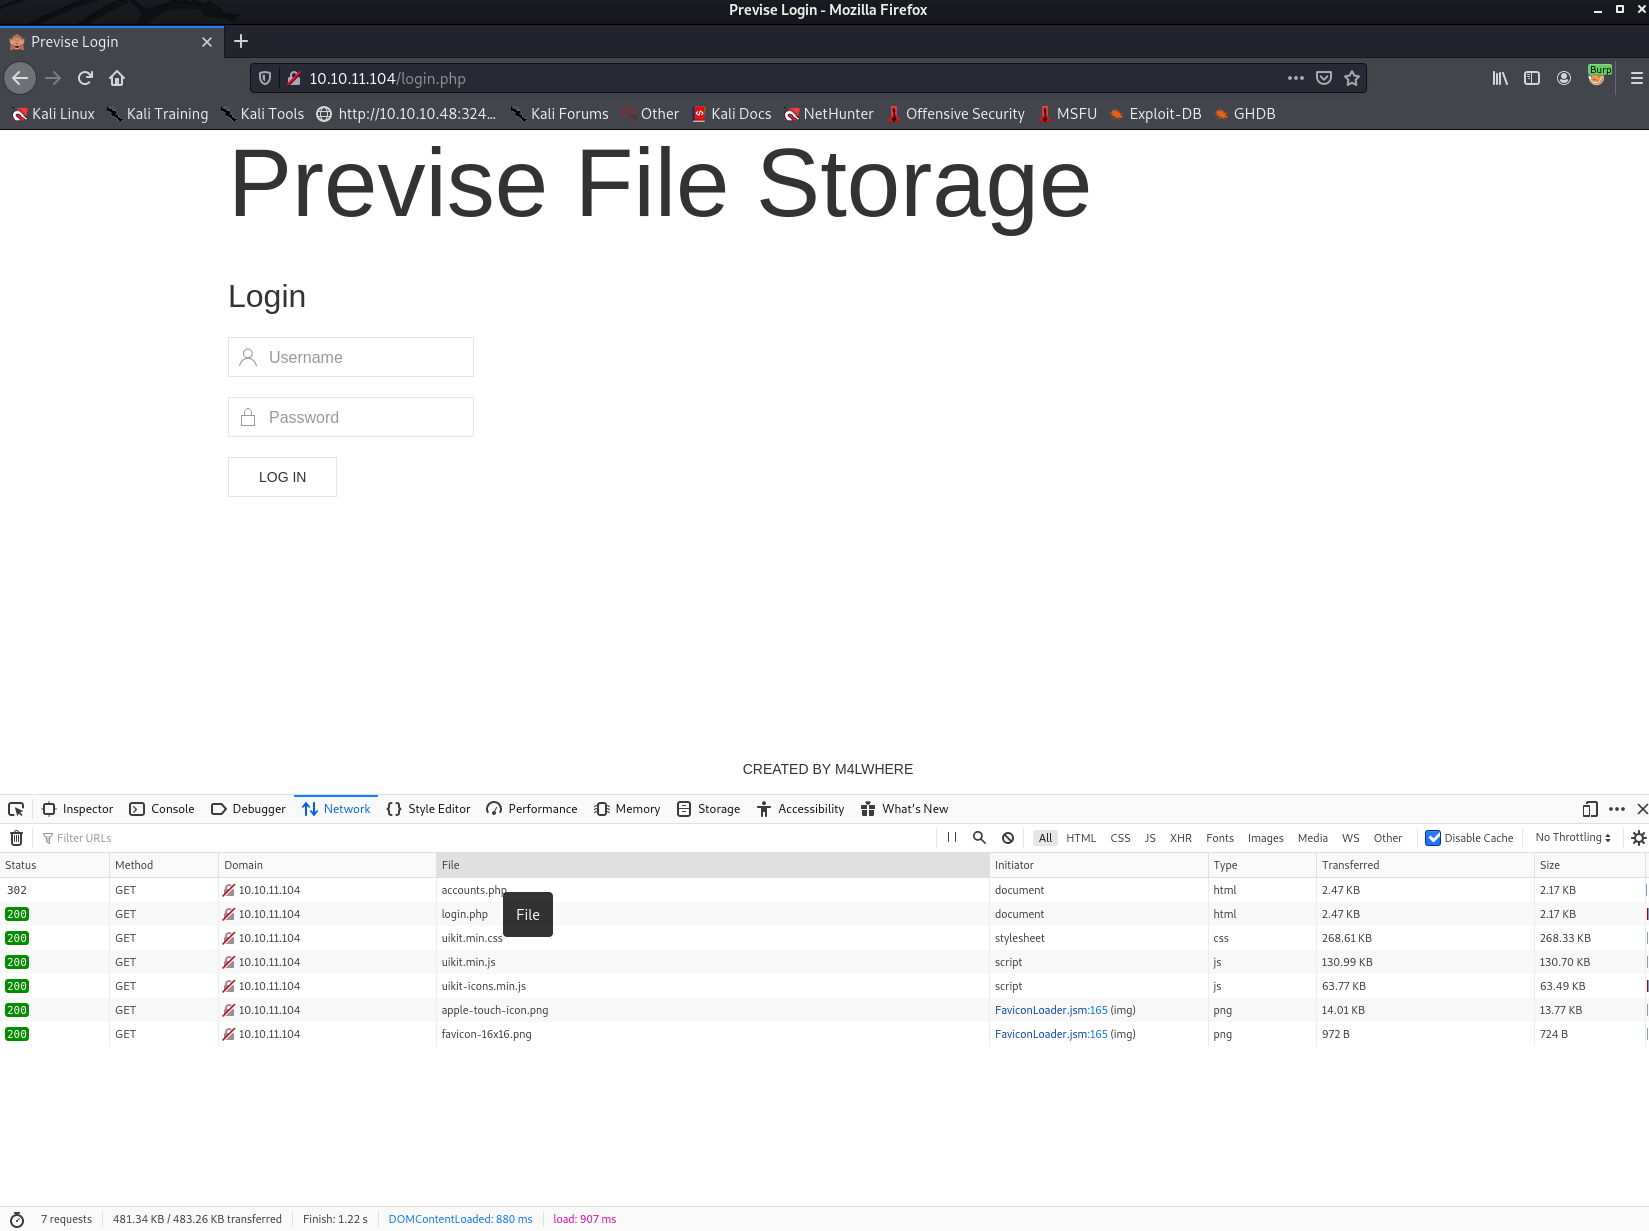 Previse Login - Mozilla Firefox
Previse Login
10.10.11.104/login.php
Burp
Kali Linux Kali Training Kali Tools http://10.10.10.48:324... Kali Forums Other Kali Docs NetHunter Offensive Security MSFU Exploit-DB GHDB
Previse File Storage
Login
Username
Password
LOG IN
CREATED BY M4LWHERE
Inspector Console Debugger Network Style Editor Performance Memory Storage Accessibility What's New
Filter URLs All HTML CSS JS XHR Fonts Images Media WS Other Disable Cache No Throttling
Status Method Domain File Initiator Type Transferred Size
302 GET 10.10.11.104 accounts.php document html 2.47 KB 2.17 KB
200 GET 10.10.11.104 login.php document html 2.47 KB 2.17 KB
File
200 GET 10.10.11.104 uikit.min.css stylesheet css 268.61 KB 268.33 KB
200 GET 10.10.11.104 uikit.min.js script js 130.99 KB 130.70 KB
200 GET 10.10.11.104 uikit-icons.min.js script js 63.77 KB 63.49 KB
200 GET 10.10.11.104 apple-touch-icon.png FaviconLoader.jsm:165 (img) png 14.01 KB 13.77 KB
200 GET 10.10.11.104 favicon-16x16.png FaviconLoader.jsm:165 (img) png 972 B 724 B
7 requests 481.34 KB / 483.26 KB transferred Finish: 1.22 s DOMContentLoaded: 880 ms load: 907 ms